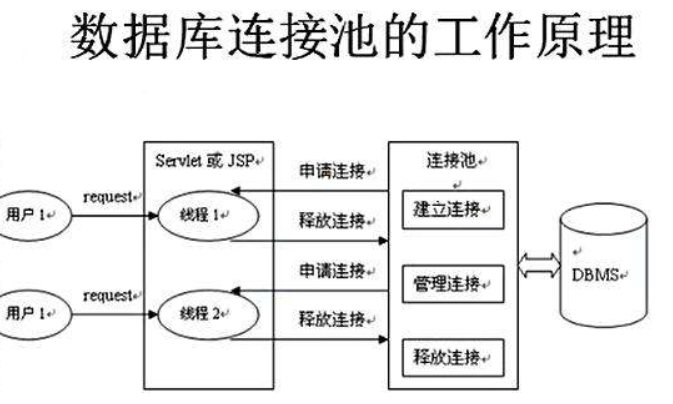 数据库连接池的工作原理
Servlet 或 JSP
连接池
申请连接
request
用户 1
线程 1
建立连接
释放连接
申请连接
DBMS
request
管理连接
用户 1
线程 2
释放连接
释放连接